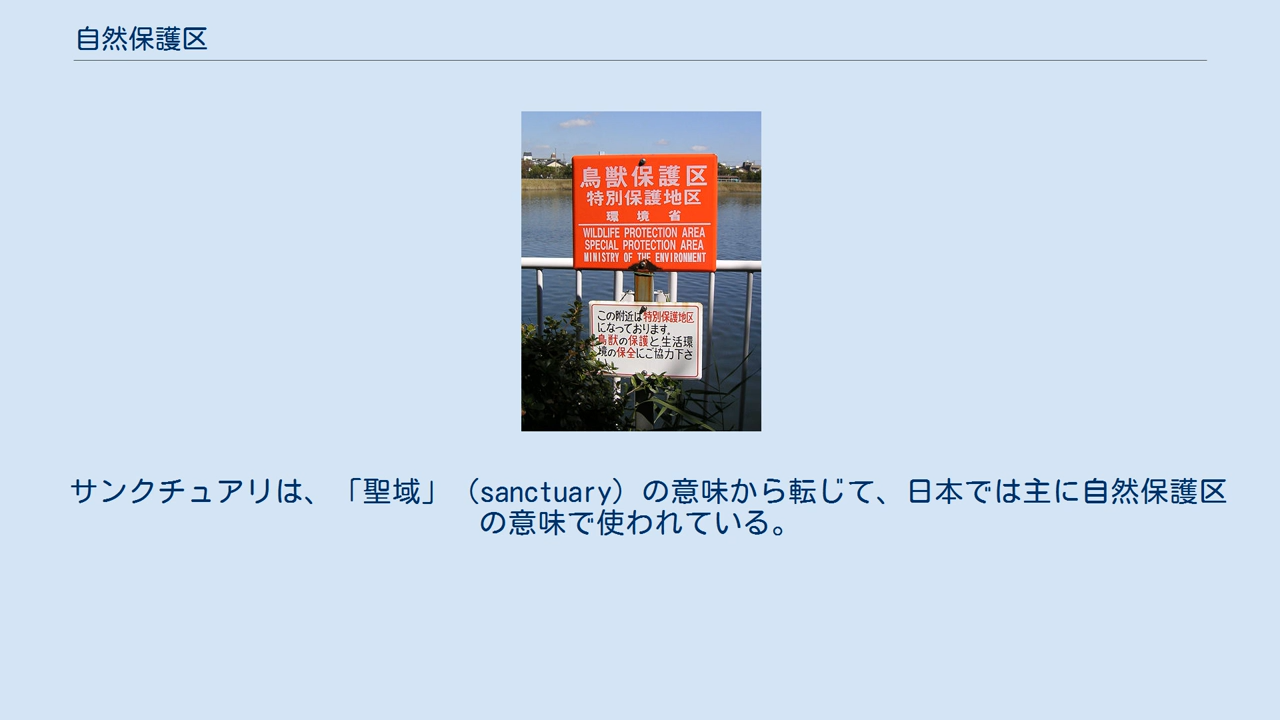 自然保護区
鳥獣保護区
特別保護地区
環境省
WILDLIFE PROTECTION AREA
SPECIAL PROTECTION AREA
MINISTRY OF THE ENVIRONMENT
この附近は特別保護地区
になっております。
鳥獣の保護と生活環
境の保全にご協力下さ
サンクチュアリは、「聖域」（sanctuary）の意味から転じて、日本では主に自然保護区
の意味で使われている。